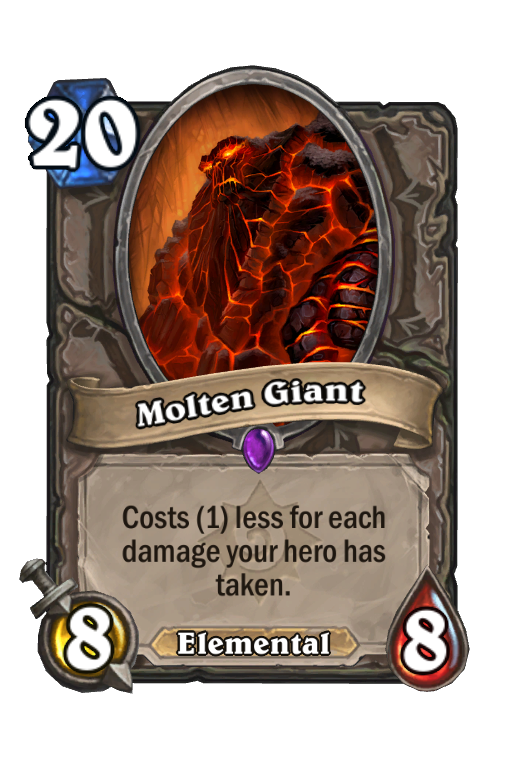 20
Molten Giant
Costs (1) less for each
damage your hero has
taken.
8
Elemental
8